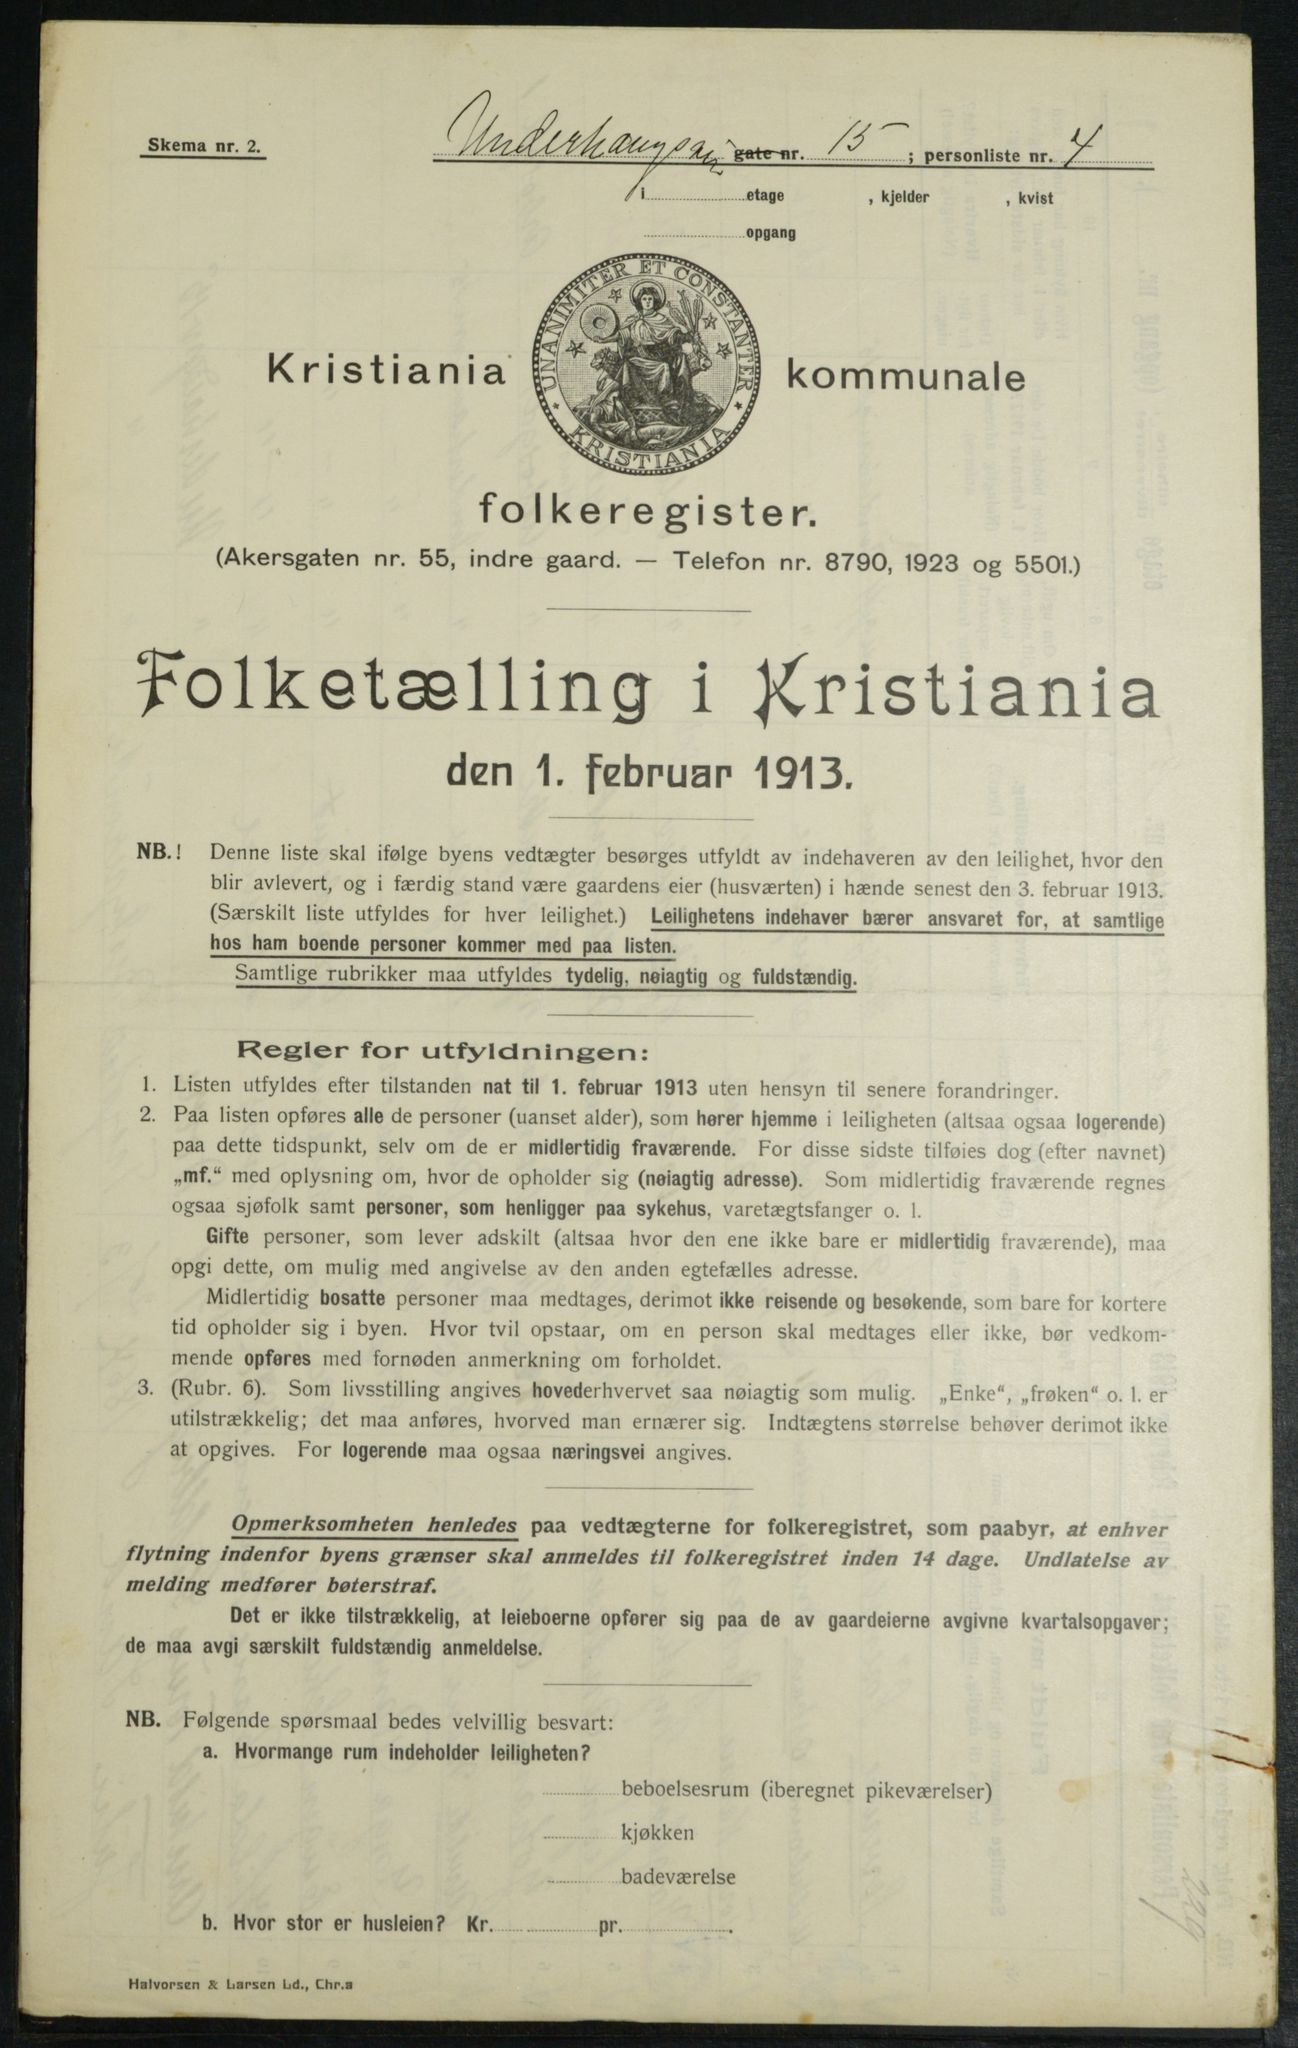 Skema nr. 2.
Underhaugsvn gate nr. 15 ; personliste nr. 4
i etage , kjelder , kvist
opgang
UNANIMITER ET CONSTANTER
KRISTIANIA
Kristiania kommunale
folkeregister.
(Akersgaten nr. 55, indre gaard. — Telefon nr. 8790, 1923 og 5501.)
Folketælling i Kristiania
den 1. februar 1913.
NB.! Denne liste skal ifølge byens vedtægter besørges utfyldt av indehaveren av den leilighet, hvor den
blir avlevert, og i færdig stand være gaardens eier (husværten) i hænde senest den 3. februar 1913.
(Særskilt liste utfyldes for hver leilighet.) Leilighetens indehaver bærer ansvaret for, at samtlige
hos ham boende personer kommer med paa listen.
Samtlige rubrikker maa utfyldes tydelig, nøiagtig og fuldstændig.
Regler for utfyldningen:
1. Listen utfyldes efter tilstanden nat til 1. februar 1913 uten hensyn til senere forandringer.
2. Paa listen opføres alle de personer (uanset alder), som hører hjemme i leiligheten (altsaa ogsaa logerende)
paa dette tidspunkt, selv om de er midlertidig fraværende. For disse sidste tilføies dog (efter navnet)
„mf.“ med oplysning om, hvor de opholder sig (nøiagtig adresse). Som midlertidig fraværende regnes
ogsaa sjøfolk samt personer, som henligger paa sykehus, varetægtsfanger o. l.
Gifte personer, som lever adskilt (altsaa hvor den ene ikke bare er midlertidig fraværende), maa
opgi dette, om mulig med angivelse av den anden egtefælles adresse.
Midlertidig bosatte personer maa medtages, derimot ikke reisende og besøkende, som bare for kortere
tid opholder sig i byen. Hvor tvil opstaar, om en person skal medtages eller ikke, bør vedkom-
mende opføres med fornøden anmerkning om forholdet.
3. (Rubr. 6). Som livsstilling angives hovederhvervet saa nøiagtig som mulig. „Enke“, „frøken“ o. l. er
utilstrækkelig; det maa anføres, hvorved man ernærer sig. Indtægtens størrelse behøver derimot ikke
at opgives. For logerende maa ogsaa næringsvei angives.
Opmerksomheten henledes paa vedtægterne for folkeregistret, som paabyr, at enhver
flytning indenfor byens grænser skal anmeldes til folkeregistret inden 14 dage. Undlatelse av
melding medfører bøterstraf.
Det er ikke tilstrækkelig, at leieboerne opfører sig paa de av gaardeierne avgivne kvartalsopgaver;
de maa avgi særskilt fuldstændig anmeldelse.
NB. Følgende spørsmaal bedes velvillig besvart:
a. Hvormange rum indeholder leiligheten?
beboelsesrum (iberegnet pikeværelser)
kjøkken
badeværelse
b. Hvor stor er husleien? Kr. pr. .
Halvorsen & Larsen Ld., Chr.a